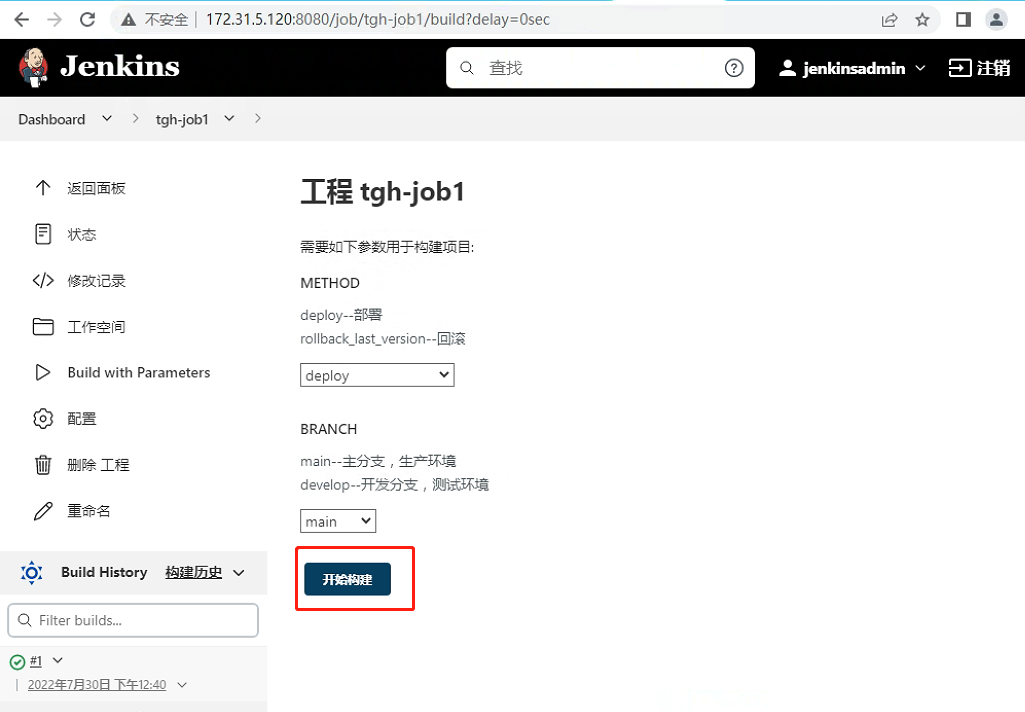 不安全 | 172.31.5.120:8080/job/tgh-job1/build?delay=0sec
Jenkins
查找
jenkinsadmin
注销
Dashboard
tgh-job1
返回面板
状态
修改记录
工作空间
Build with Parameters
配置
删除 工程
重命名
Build History 构建历史
Filter builds...
#1
2022年7月30日 下午12:40
工程 tgh-job1
需要如下参数用于构建项目:
METHOD
deploy--部署
rollback_last_version--回滚
deploy
BRANCH
main--主分支，生产环境
develop--开发分支，测试环境
main
开始构建